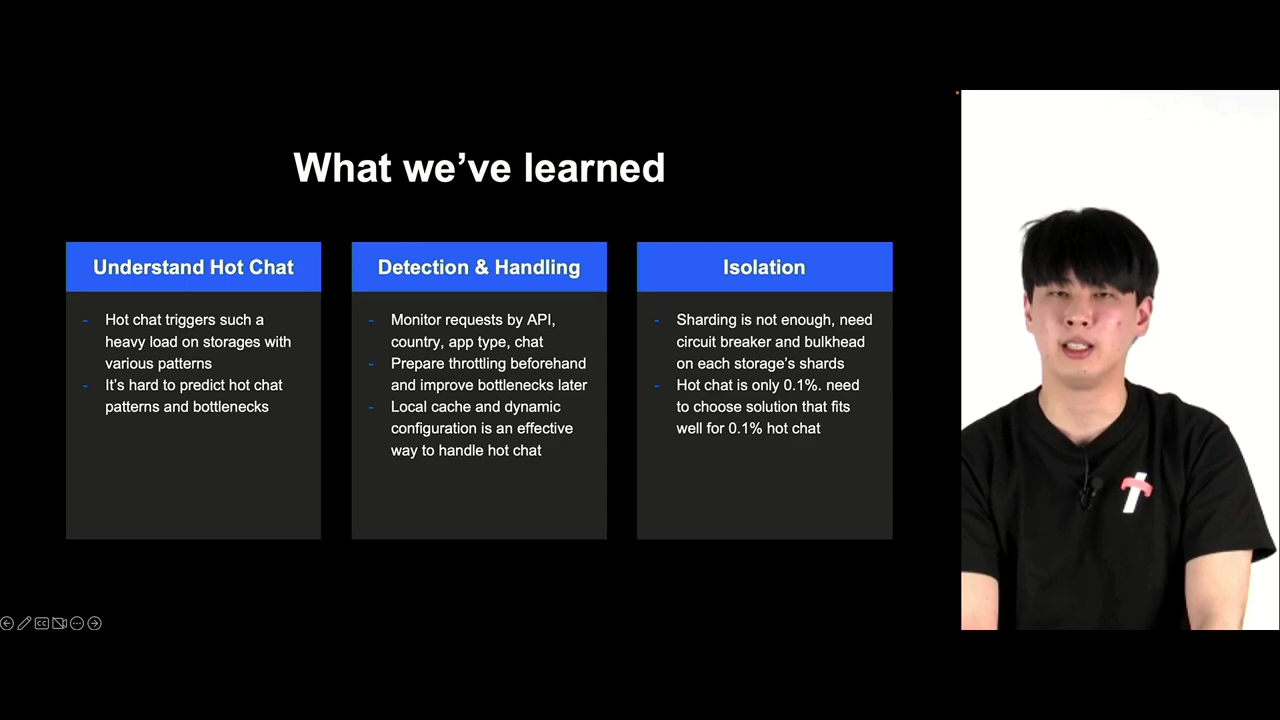 What we've learned
Understand Hot Chat
- Hot chat triggers such a
heavy load on storages with
various patterns
- It's hard to predict hot chat
patterns and bottlenecks
Detection & Handling
- Monitor requests by API,
country, app type, chat
- Prepare throttling beforehand
and improve bottlenecks later
- Local cache and dynamic
configuration is an effective
way to handle hot chat
Isolation
- Sharding is not enough, need
circuit breaker and bulkhead
on each storage's shards
- Hot chat is only 0.1%. need
to choose solution that fits
well for 0.1% hot chat
CC